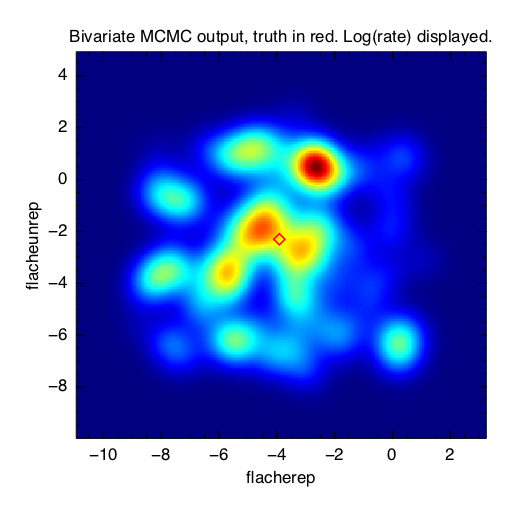 Bivariate MCMC output, truth in red. Log(rate) displayed.
4
2
0
−2
−4
−6
−8
flacheunrep
−10 −8 −6 −4 −2 0 2
flacherep